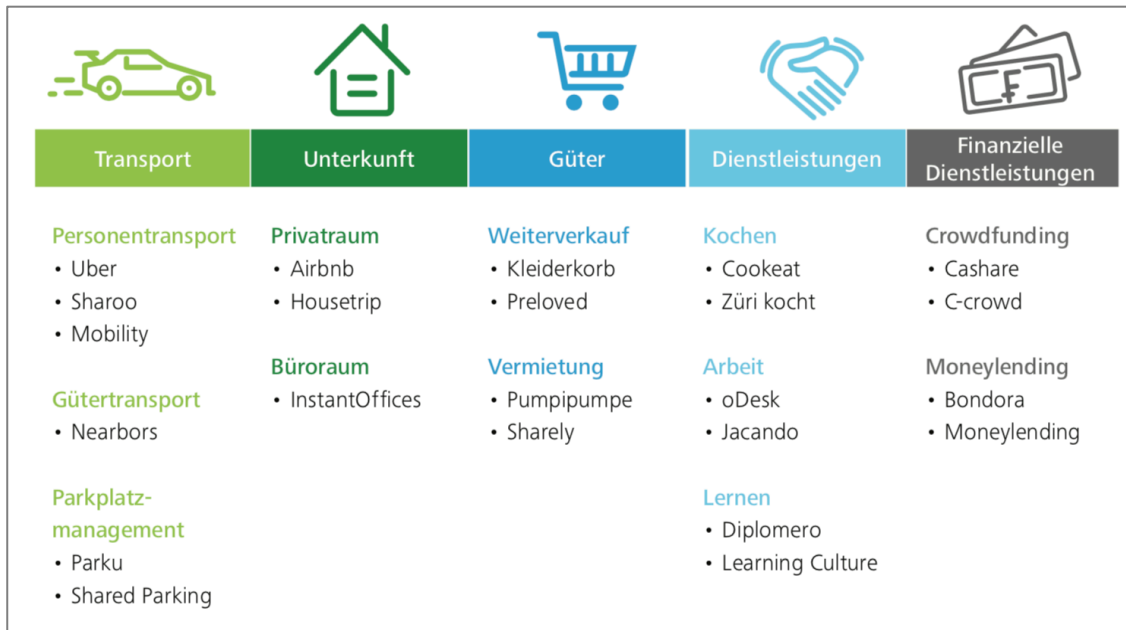 Transport
Unterkunft
Güter
Dienstleistungen
Finanzielle
Dienstleistungen
Personentransport
• Uber
• Sharoo
• Mobility
Gütertransport
• Nearbors
Parkplatz-
management
• Parku
• Shared Parking
Privatraum
• Airbnb
• Housetrip
Büroraum
• InstantOffices
Weiterverkauf
• Kleiderkorb
• Preloved
Vermietung
• Pumpipumpe
• Sharely
Kochen
• Cookeat
• Züri kocht
Arbeit
• oDesk
• Jacando
Lernen
• Diplomero
• Learning Culture
Crowdfunding
• Cashare
• C-crowd
Moneylending
• Bondora
• Moneylending